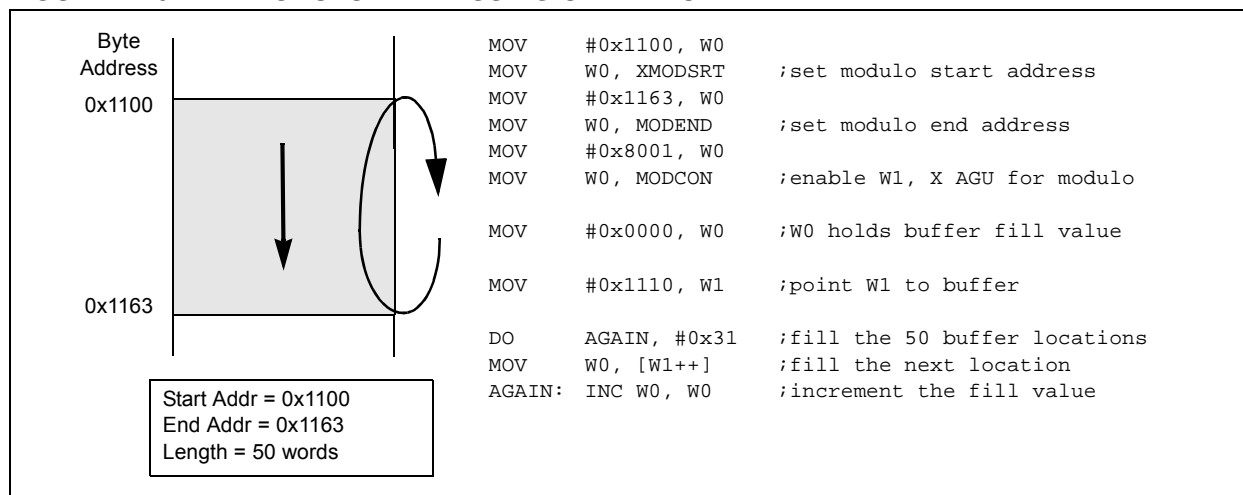 Byte
Address
0x1100
0x1163
Start Addr = 0x1100
End Addr = 0x1163
Length = 50 words
MOV #0x1100, W0
MOV W0, XMODSRT ;set modulo start address
MOV #0x1163, W0
MOV W0, MODEND ;set modulo end address
MOV #0x8001, W0
MOV W0, MODCON ;enable W1, X AGU for modulo
MOV #0x0000, W0 ;W0 holds buffer fill value
MOV #0x1110, W1 ;point W1 to buffer
DO AGAIN, #0x31 ;fill the 50 buffer locations
MOV W0, [W1++] ;fill the next location
AGAIN: INC W0, W0 ;increment the fill value